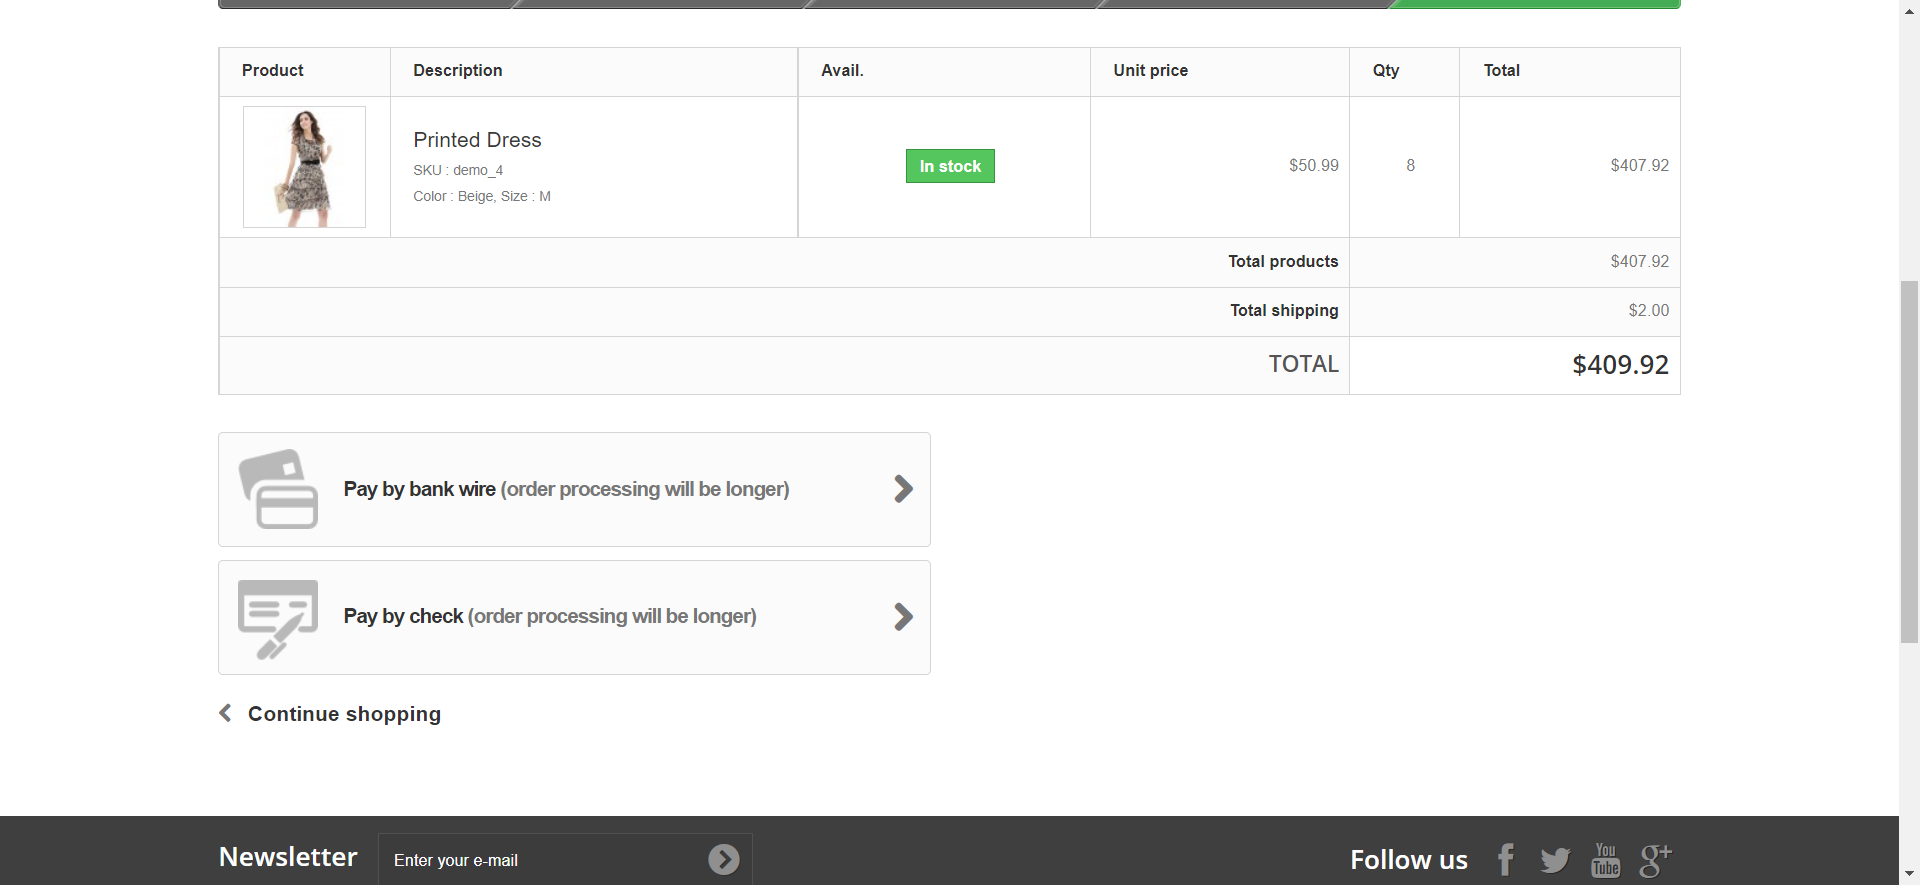 Product Description Avail. Unit price Qty Total
Printed Dress
SKU : demo_4
Color : Beige, Size : M
In stock
$50.99
8
$407.92
Total products $407.92
Total shipping $2.00
TOTAL $409.92
Pay by bank wire (order processing will be longer)
Pay by check (order processing will be longer)
Continue shopping
Newsletter
Enter your e-mail
Follow us
You
Tube
g+